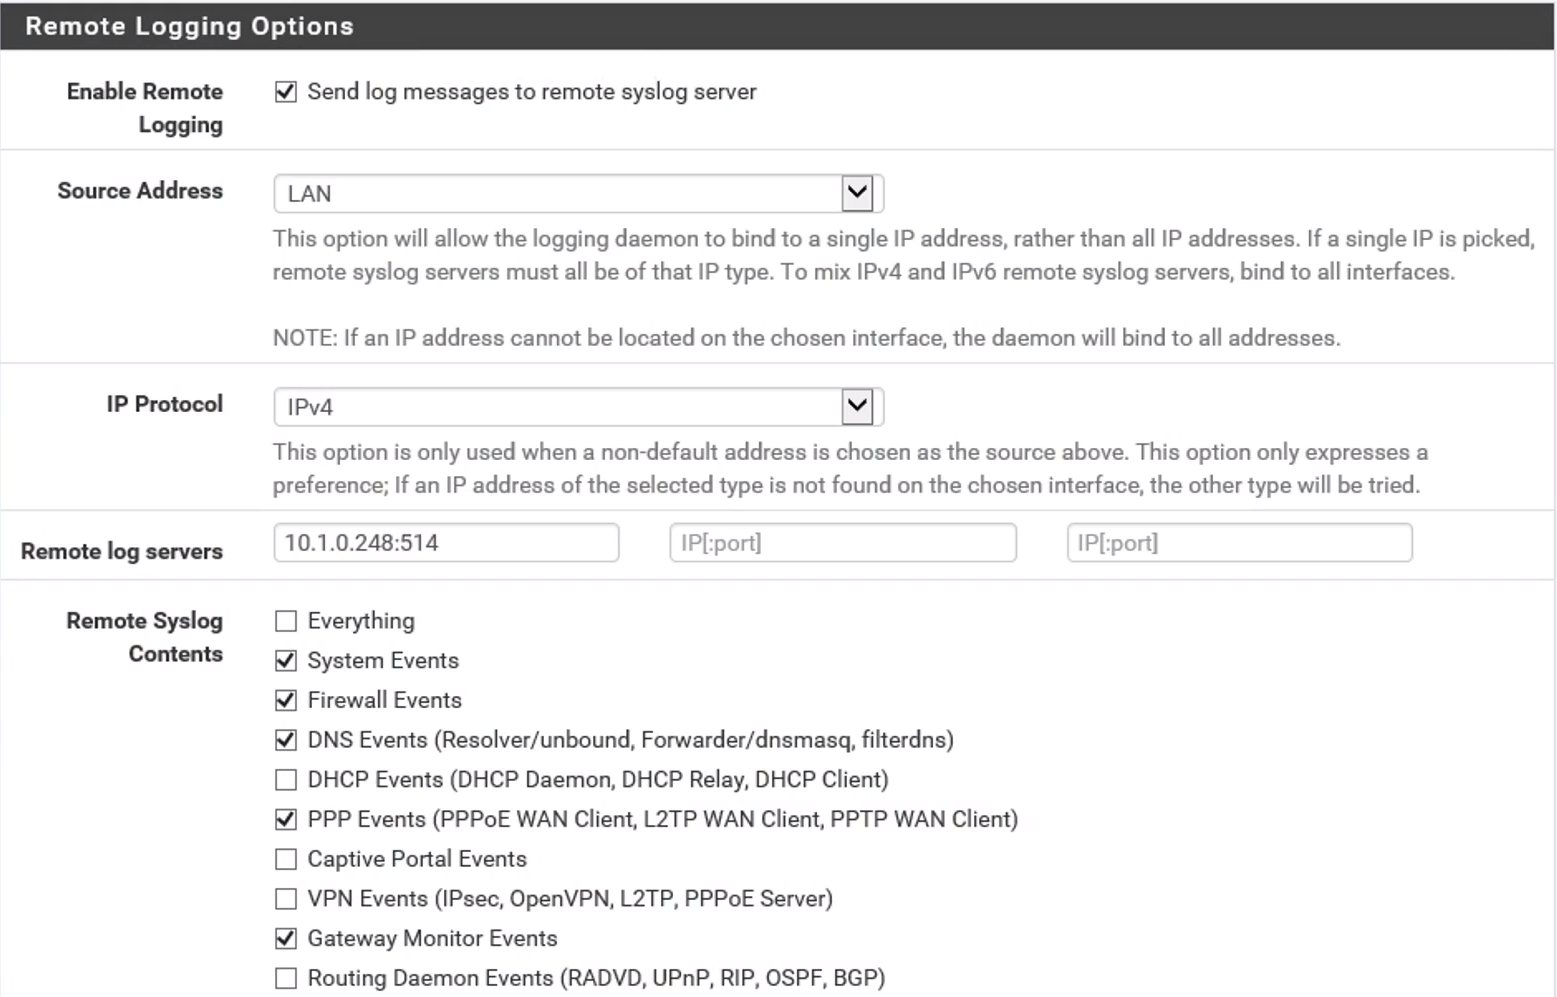 Remote Logging Options
Enable Remote
Logging
Send log messages to remote syslog server
Source Address
LAN
This option will allow the logging daemon to bind to a single IP address, rather than all IP addresses. If a single IP is picked,
remote syslog servers must all be of that IP type. To mix IPv4 and IPv6 remote syslog servers, bind to all interfaces.
NOTE: If an IP address cannot be located on the chosen interface, the daemon will bind to all addresses.
IP Protocol
IPv4
This option is only used when a non-default address is chosen as the source above. This option only expresses a
preference; If an IP address of the selected type is not found on the chosen interface, the other type will be tried.
Remote log servers
10.1.0.248:514
IP[:port]
IP[:port]
Remote Syslog
Contents
Everything
System Events
Firewall Events
DNS Events (Resolver/unbound, Forwarder/dnsmasq, filterdns)
DHCP Events (DHCP Daemon, DHCP Relay, DHCP Client)
PPP Events (PPPoE WAN Client, L2TP WAN Client, PPTP WAN Client)
Captive Portal Events
VPN Events (IPsec, OpenVPN, L2TP, PPPoE Server)
Gateway Monitor Events
Routing Daemon Events (RADVD, UPnP, RIP, OSPF, BGP)